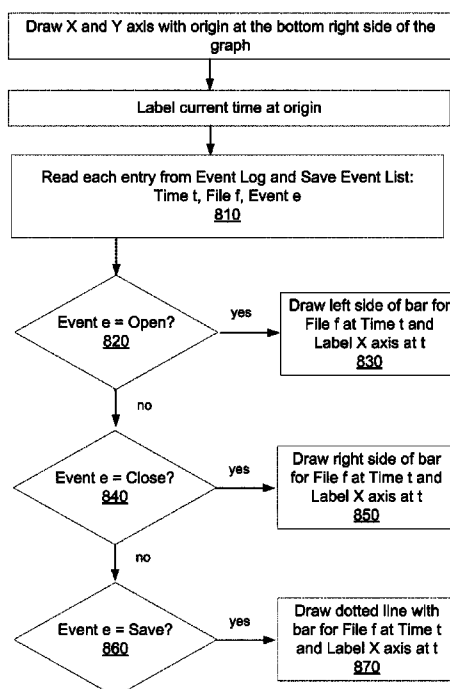 Draw X and Y axis with origin at the bottom right side of the
graph
Label current time at origin
Read each entry from Event Log and Save Event List:
Time t, File f, Event e
810
Event e = Open?
820
yes
Draw left side of bar for
File f at Time t and
Label X axis at t
830
no
Event e = Close?
840
yes
Draw right side of bar
for File f at Time t and
Label X axis at t
850
no
Event e = Save?
860
yes
Draw dotted line with
bar for File f at Time t
and Label X axis at t
870